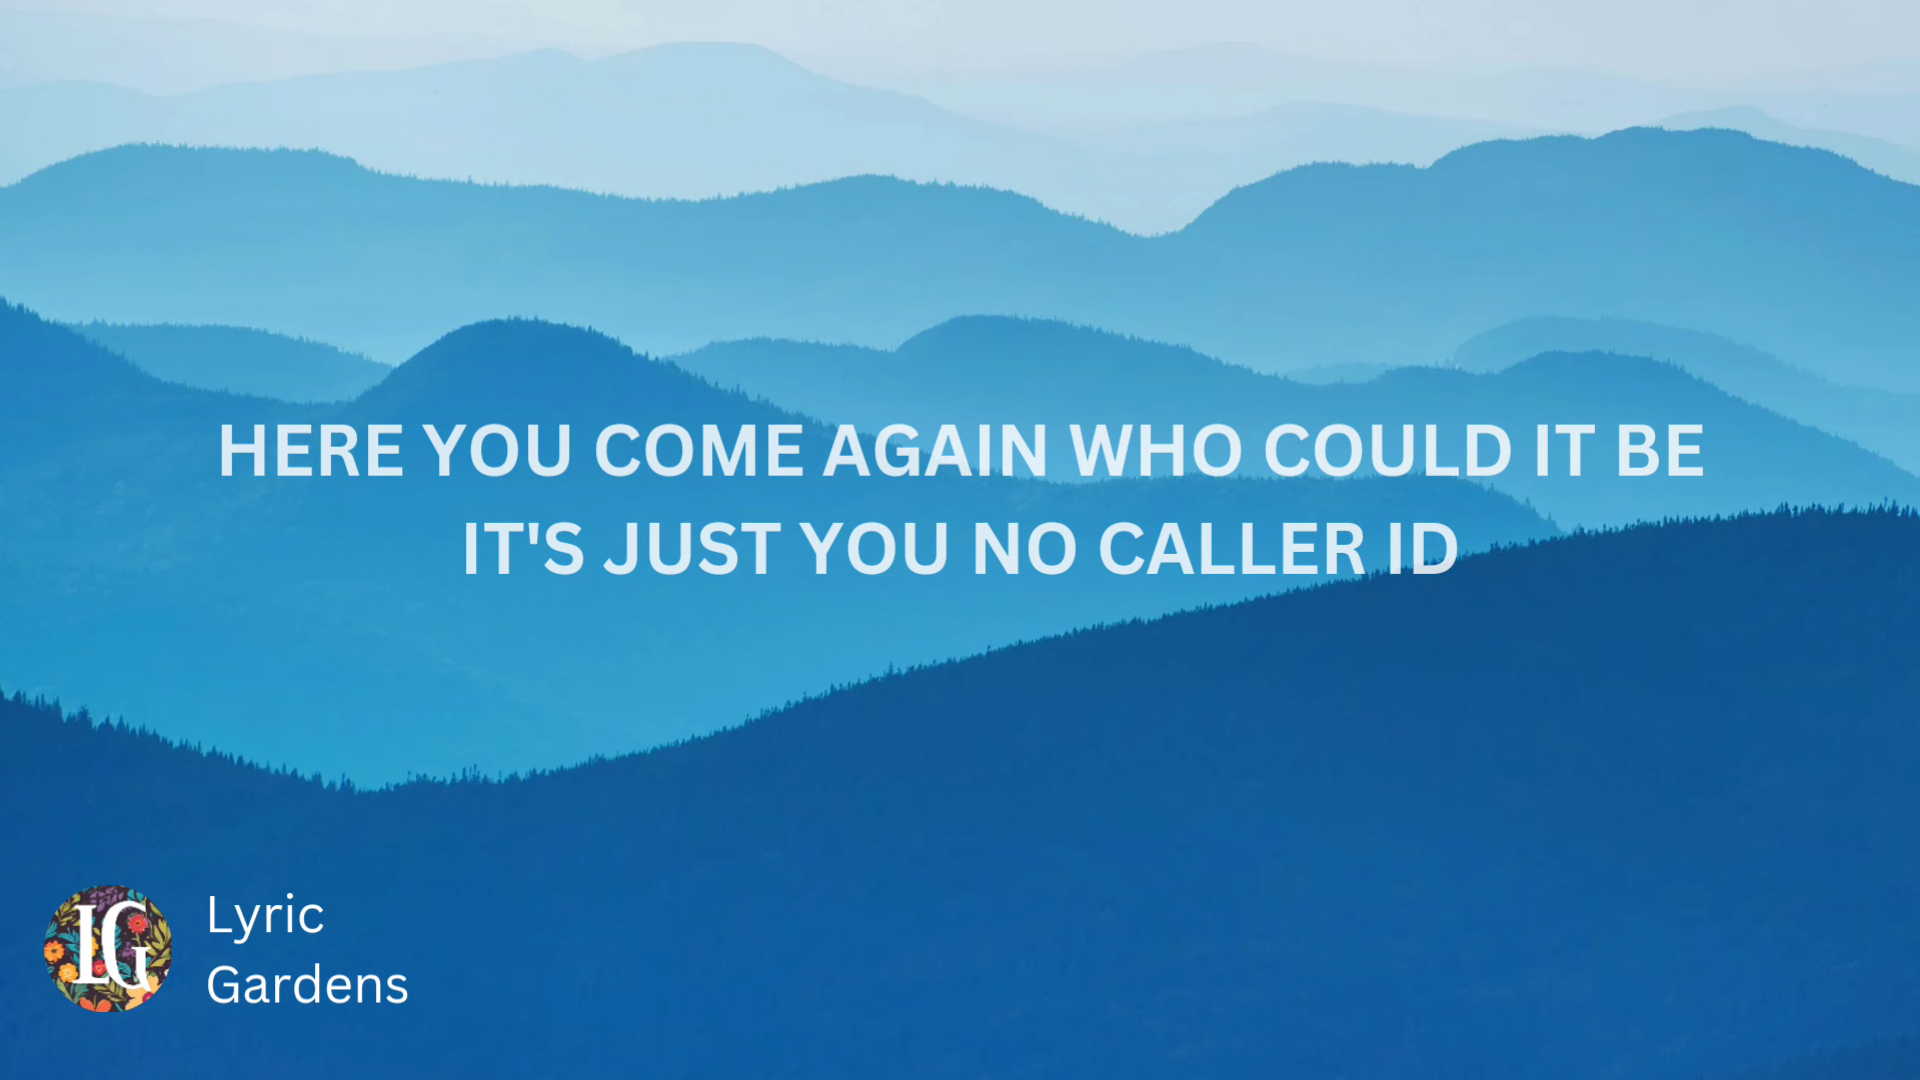 HERE YOU COME AGAIN WHO COULD IT BE
IT'S JUST YOU NO CALLER ID
LG
Lyric
Gardens